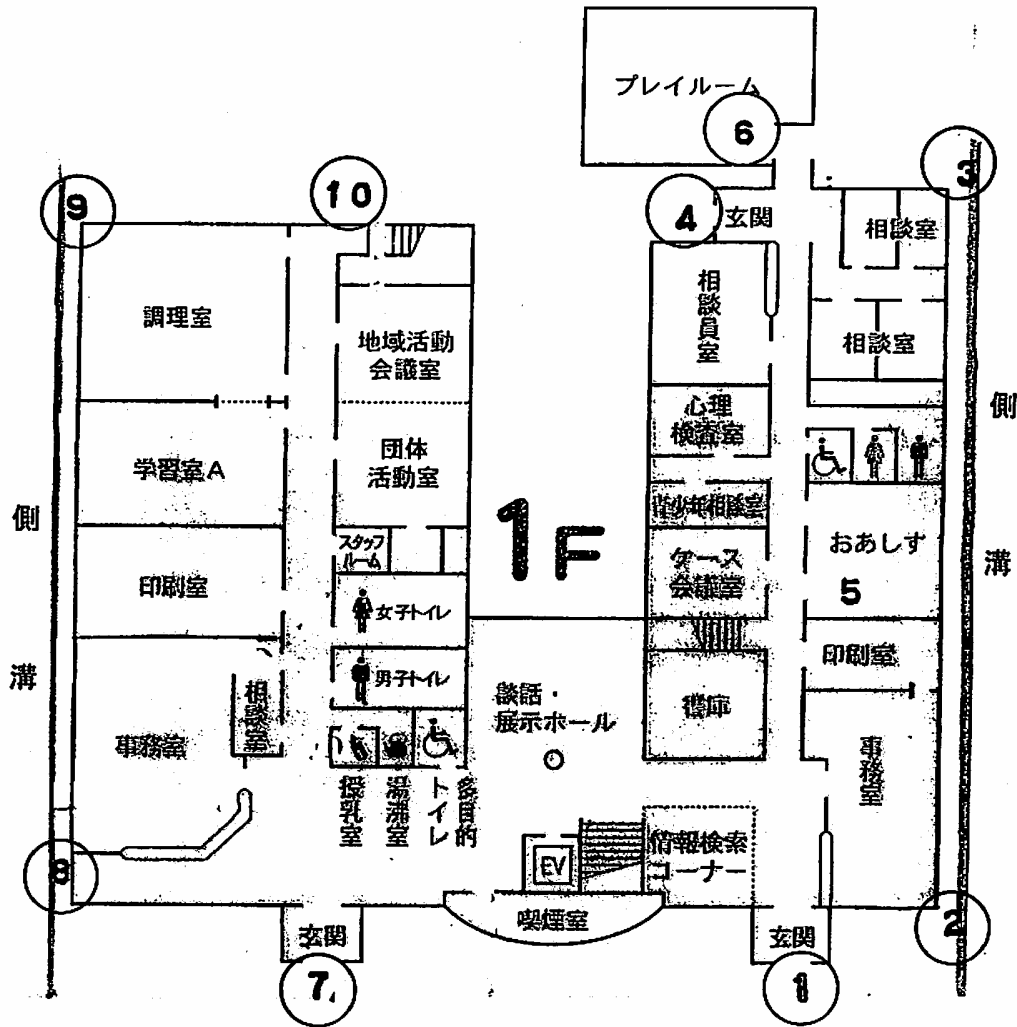 プレイルーム
6
3
10
9
4
玄関
相談室
調理室
相談員室
地域活動
会議室
相談室
心理
検査室
側
学習室A
団体
活動室
青少年相談室
側
1F
スタッフ
ルーム
ケース
会議室
おあしす
溝
印刷室
5
女子トイレ
印刷室
溝
男子トイレ
相談室
談話・
展示ホール
書庫
事務室
事務室
授乳室
湯沸室
多目的
トイレ
EV
情報検索
コーナー
8
喫煙室
2
玄関
玄関
7
1